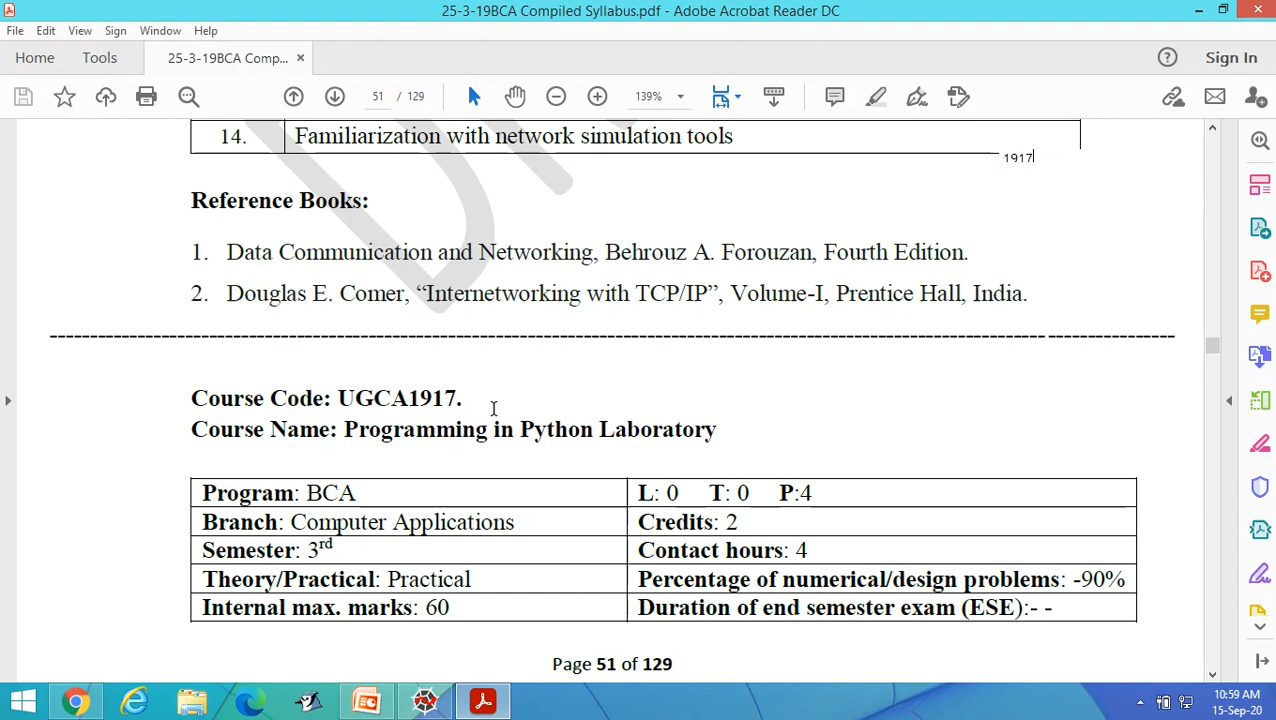 25-3-19BCA Compiled Syllabus.pdf - Adobe Acrobat Reader DC
File Edit View Sign Window Help
Home Tools 25-3-19BCA Comp... × Sign In
51 / 129 139%
14. Familiarization with network simulation tools
1917
Reference Books:
1. Data Communication and Networking, Behrouz A. Forouzan, Fourth Edition.
2. Douglas E. Comer, “Internetworking with TCP/IP”, Volume-I, Prentice Hall, India.
Course Code: UGCA1917.
Course Name: Programming in Python Laboratory
Program: BCA L: 0 T: 0 P:4
Branch: Computer Applications Credits: 2
Semester: 3rd Contact hours: 4
Theory/Practical: Practical Percentage of numerical/design problems: -90%
Internal max. marks: 60 Duration of end semester exam (ESE):- -
Page 51 of 129
10:59 AM
15-Sep-20